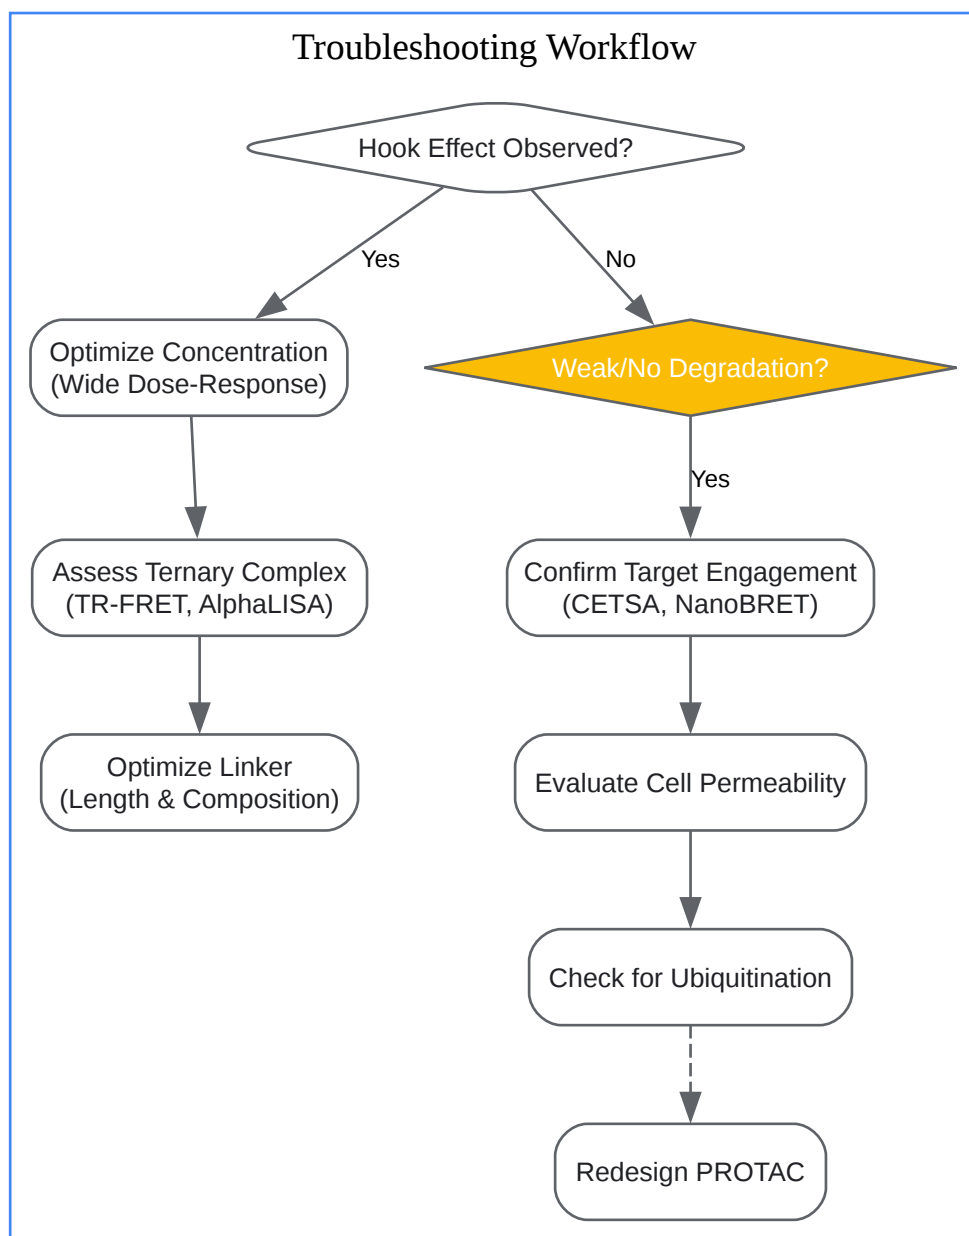 Troubleshooting Workflow
Hook Effect Observed?
Yes
No
Optimize Concentration
(Wide Dose-Response)
Weak/No Degradation?
Yes
Assess Ternary Complex
(TR-FRET, AlphaLISA)
Confirm Target Engagement
(CETSA, NanoBRET)
Optimize Linker
(Length & Composition)
Evaluate Cell Permeability
Check for Ubiquitination
Redesign PROTAC